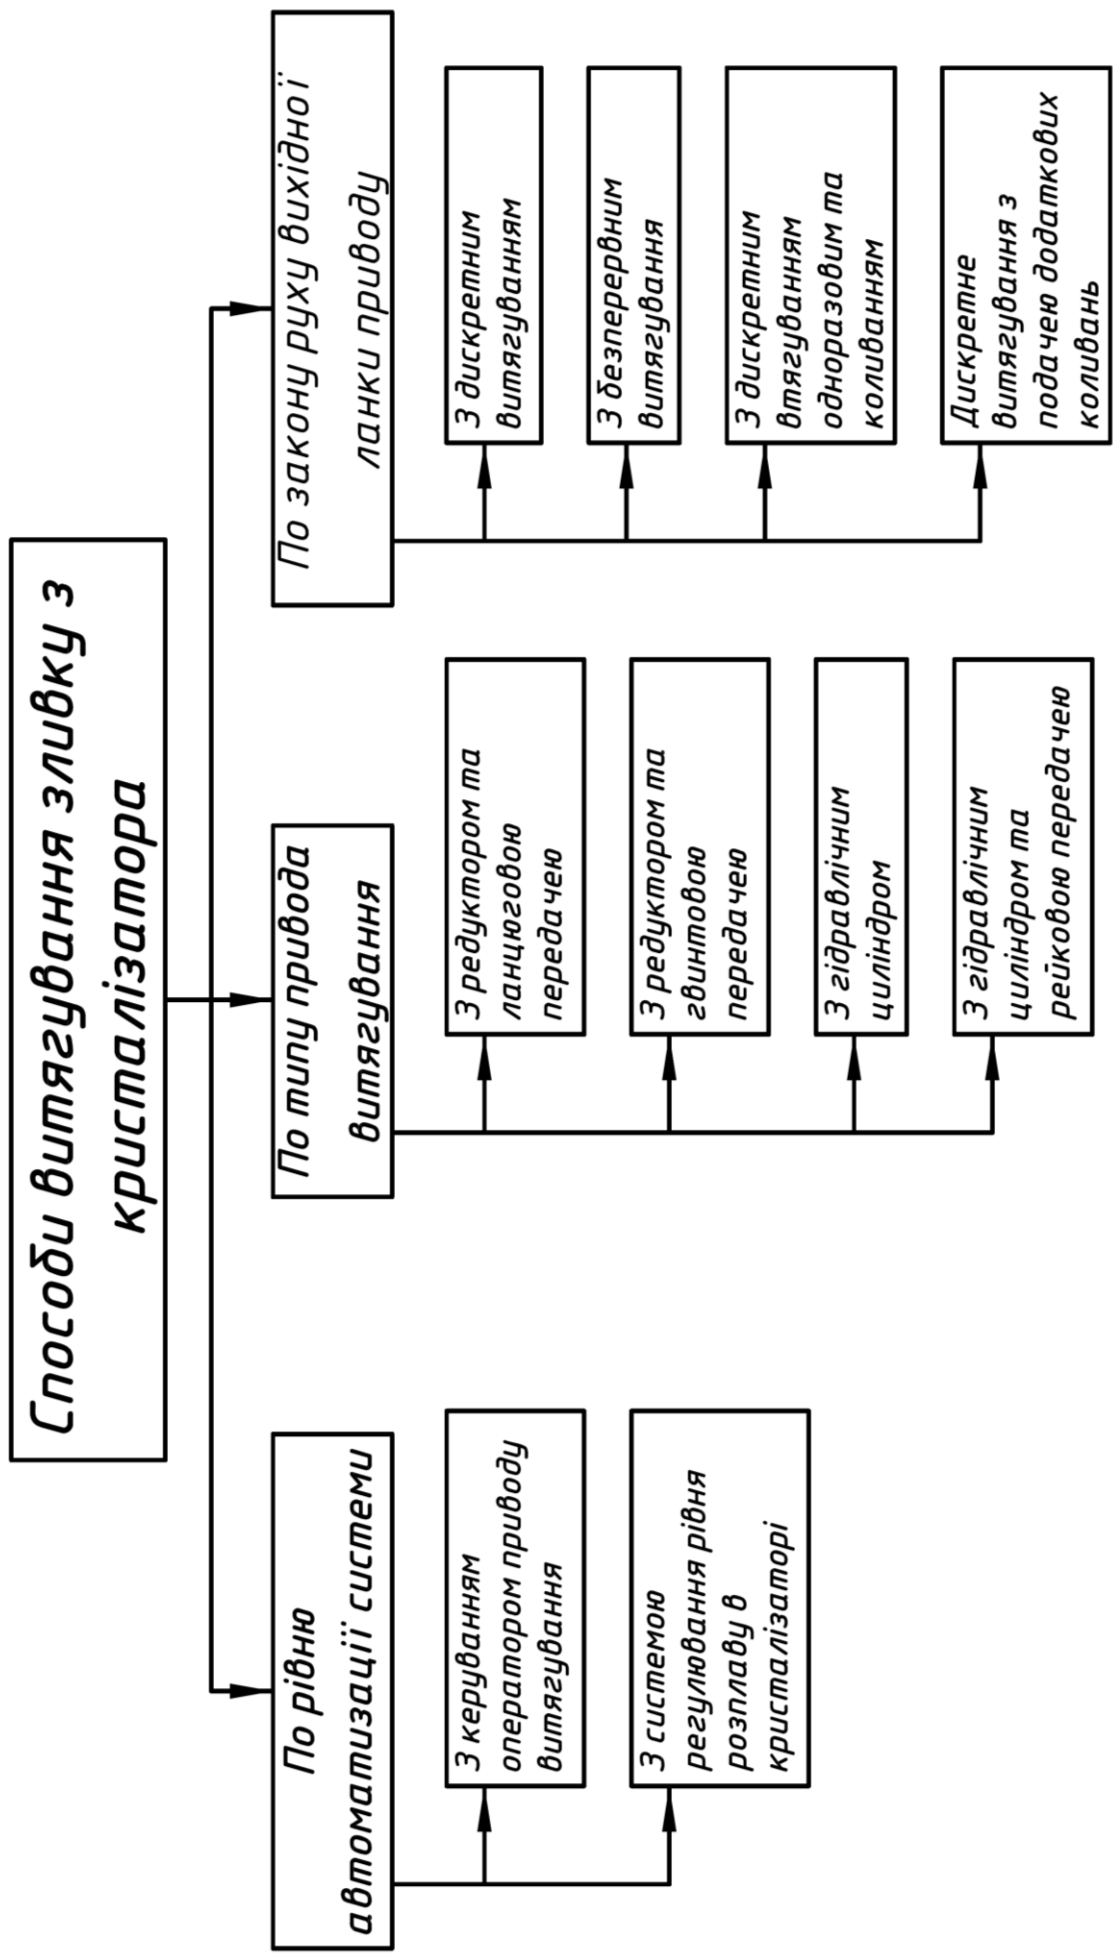 Способи витягування зливку з
кристалізатора
По рівню
автоматизації системи
З керуванням
оператором приводу
витягування
З системою
регулювання рівня
розплаву в
кристалізаторі
По типу привода
витягування
З редуктором та
ланцюговою
передачею
З редуктором та
гвинтовою
передачею
З гідравлічним
циліндром
З гідравлічним
циліндром та
рейковою передачею
По закону руху вихідної
ланки приводу
З дискретним
витягуванням
З безперервним
витягування
З дискретним
втягуванням
одноразовим та
коливанням
Дискретне
витягування з
подачею додаткових
коливань